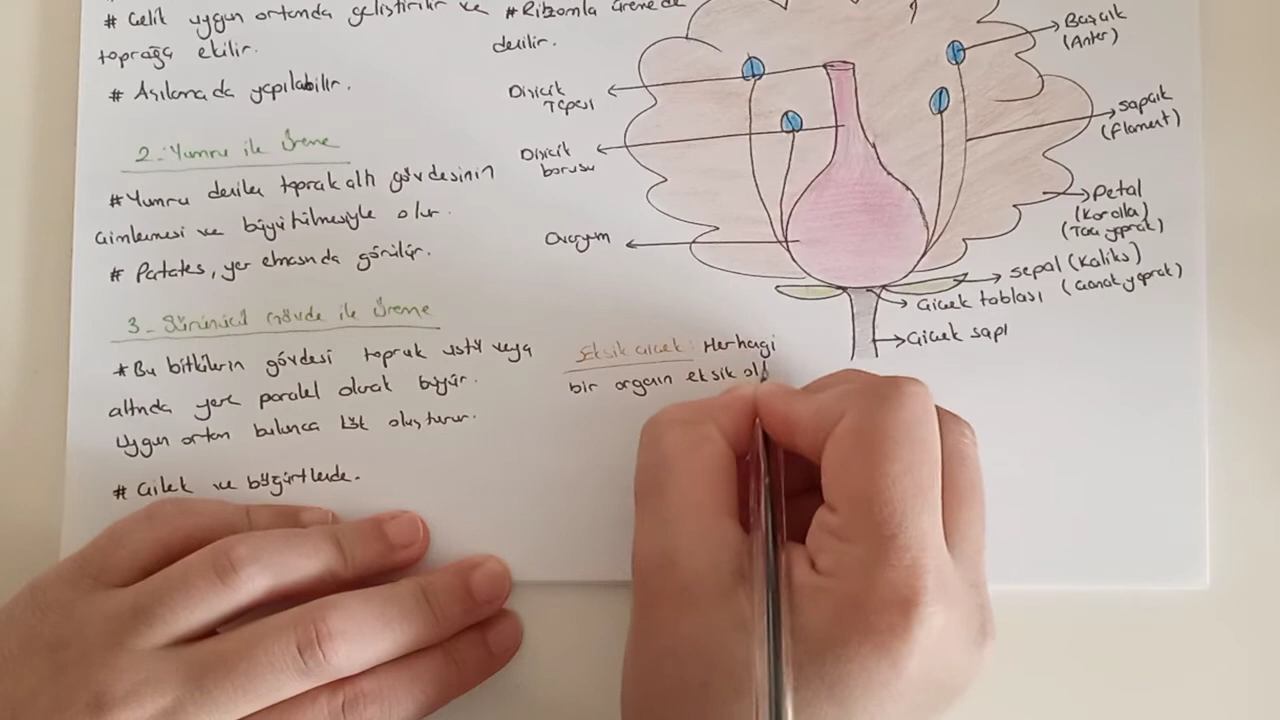 # Çelik uygun ortamda geliştirilir ve
toprağa ekilir.
# Aşılama da yapılabilir.
2- Yumru ile Üreme
# Yumru denilen toprak altı gövdesinin
çimlenmesi ve büyütülmesiyle olur.
# Patates, yer elmasında görülür.
3- Sürünücü Gövde ile Üreme
# Bu bitkilerin gövdesi toprak üstü veya
altında yere paralel olarak büyür.
Uygun ortam bulunca kök oluşturur.
# Çilek ve böğürtlende.
# Rizomla üreme de
denilir.
Dişicik
Tepesi
Dişicik
borusu
Ovaryum
Başçık
(Anter)
Sapçık
(filament)
Petal
(Korolla)
(Taç yaprak)
Sepal (Kaliks)
(Çanak yaprak)
Çiçek tablası
Çiçek sapı
Eksik çiçek: Herhangi
bir organın eksik ol